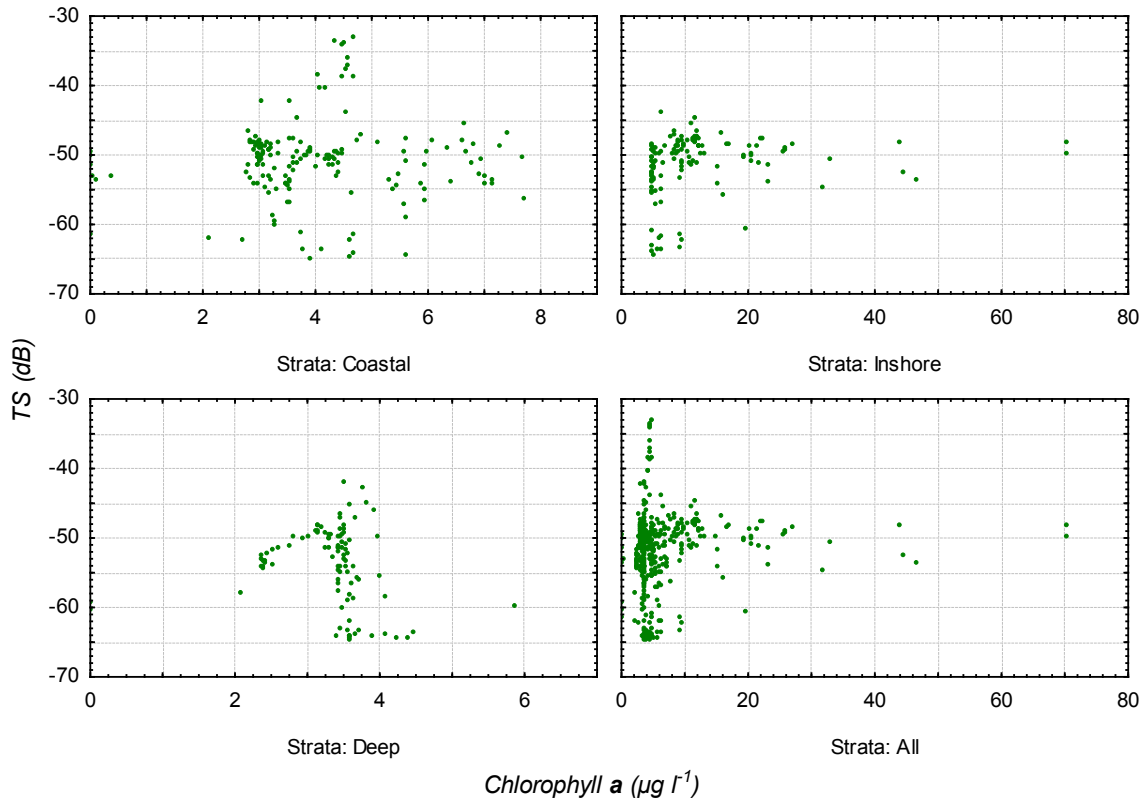 -30
-40
-50
-60
-70
0 2 4 6 8
Strata: Coastal
0 20 40 60 80
Strata: Inshore
TS (dB)
-30
-40
-50
-60
-70
0 2 4 6
Strata: Deep
0 20 40 60 80
Strata: All
Chlorophyll a (µg l⁻¹)